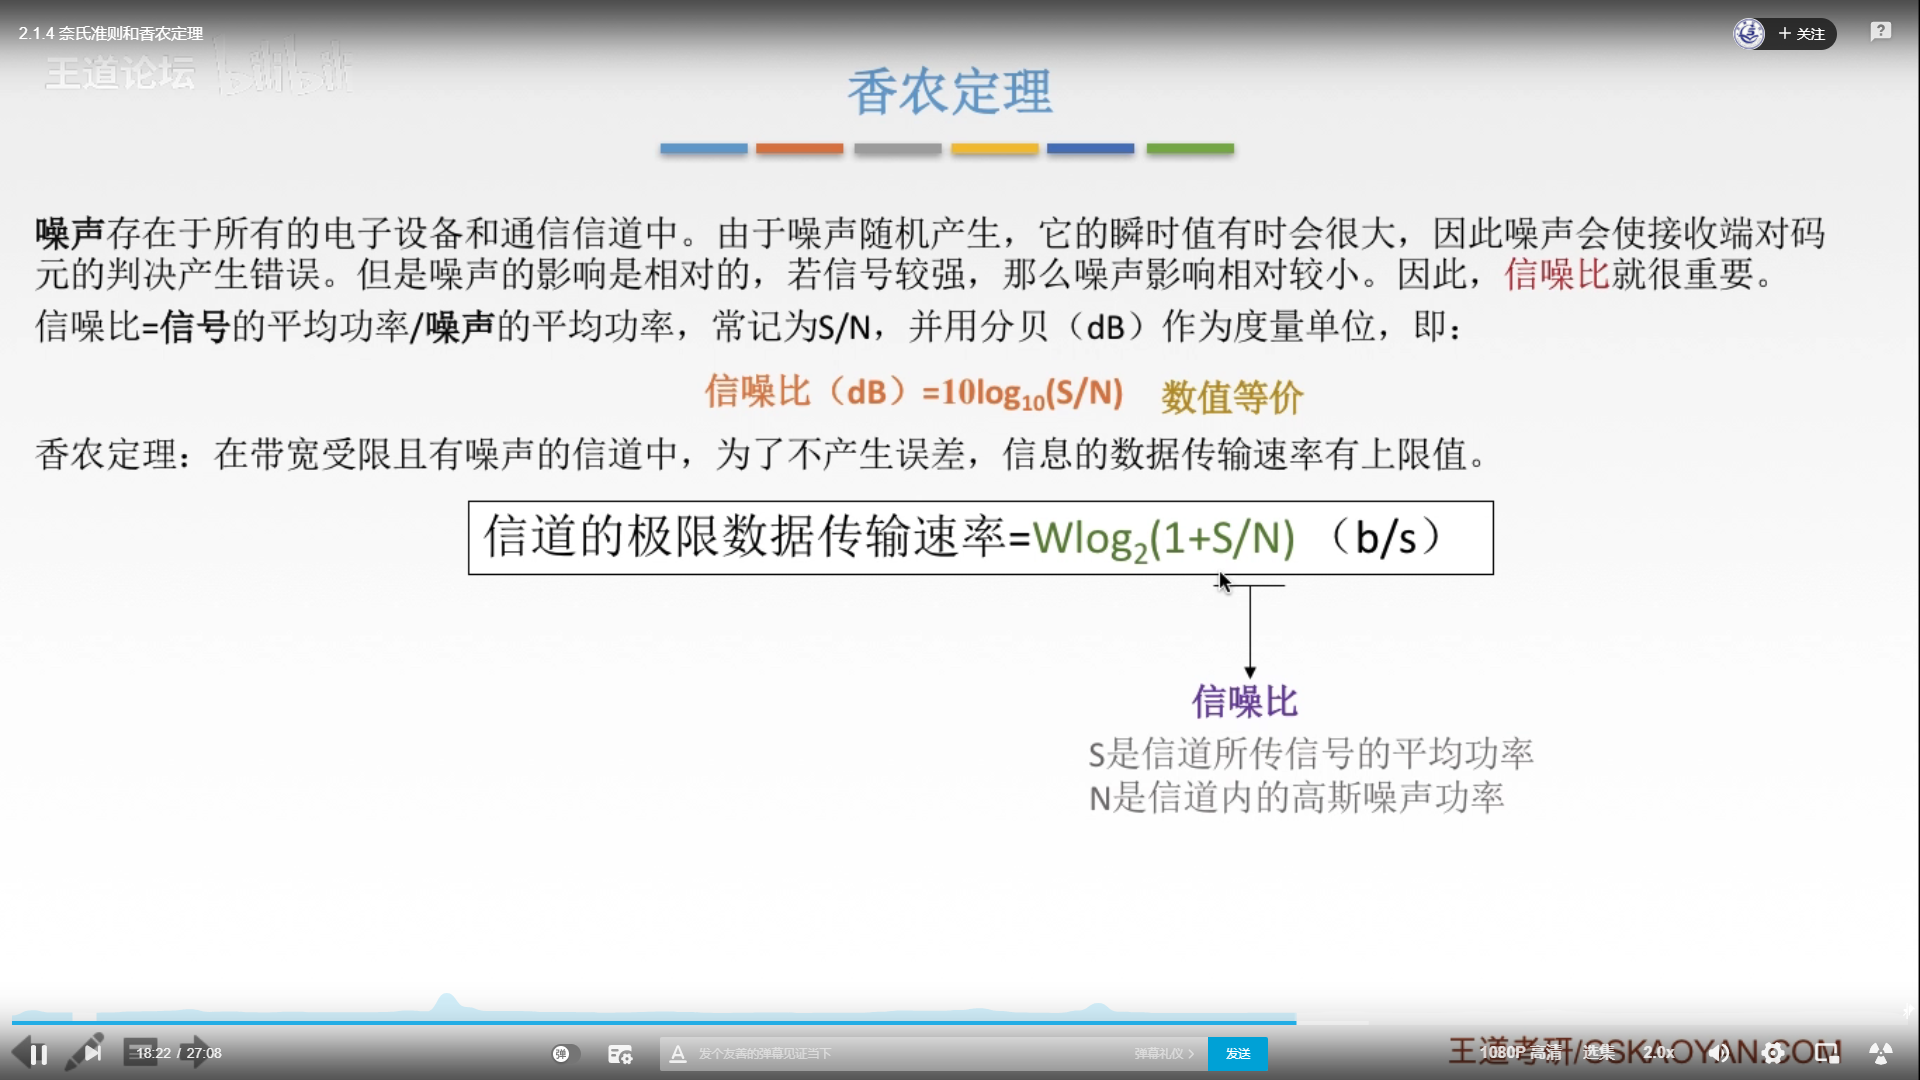 2.1.4 奈氏准则和香农定理
+ 关注
王道论坛 bilibili
香农定理
噪声存在于所有的电子设备和通信信道中。由于噪声随机产生，它的瞬时值有时会很大，因此噪声会使接收端对码
元的判决产生错误。但是噪声的影响是相对的，若信号较强，那么噪声影响相对较小。因此，信噪比就很重要。
信噪比=信号的平均功率/噪声的平均功率，常记为S/N，并用分贝（dB）作为度量单位，即：
信噪比（dB）=10log10(S/N) 数值等价
香农定理：在带宽受限且有噪声的信道中，为了不产生误差，信息的数据传输速率有上限值。
信道的极限数据传输速率=Wlog2(1+S/N)（b/s）
信噪比
S是信道所传信号的平均功率
N是信道内的高斯噪声功率
18:22 / 27:08
弹
发个友善的弹幕见证当下
弹幕礼仪 >
发送
王道考研/CSKAOYAN.COM
1080P 高清
选集
2.0x